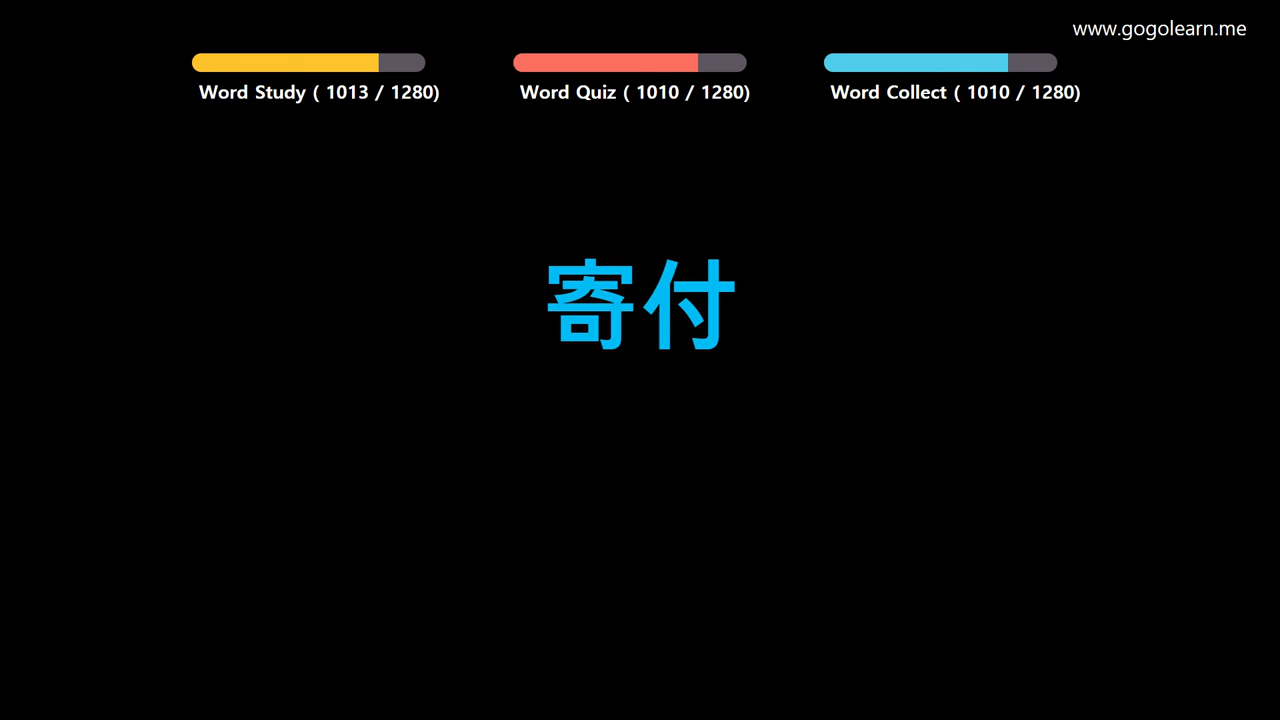 www.gogolearn.me
Word Study ( 1013 / 1280)
Word Quiz ( 1010 / 1280)
Word Collect ( 1010 / 1280)
寄付